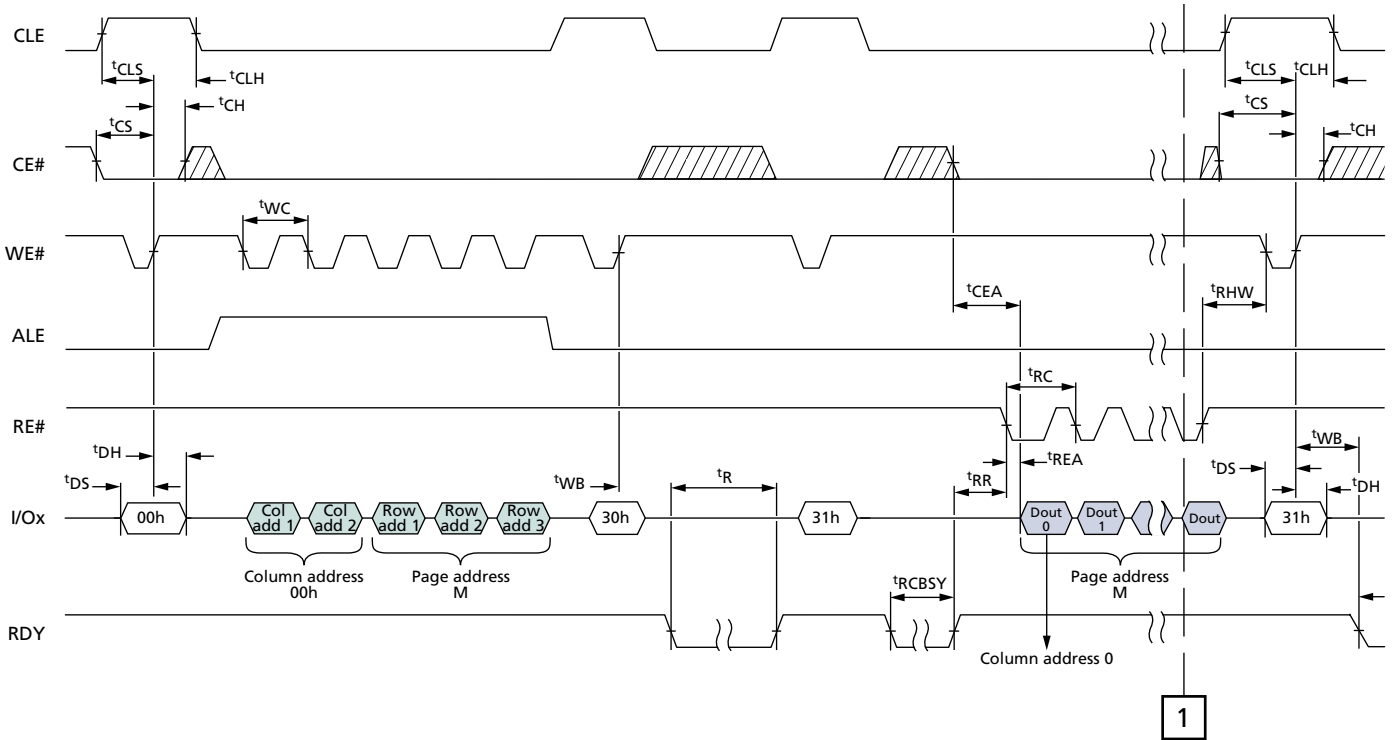 CLE
tCLS
tCLH
tCLS
tCLH
tCH
tCS
tCS
tCH
CE#
tWC
WE#
tCEA
tRHW
ALE
tRC
RE#
tDH
tREA
tWB
tDS
tWB
tR
tRR
tDS
tDH
I/Ox
00h
Col add 1
Col add 2
Row add 1
Row add 2
Row add 3
30h
31h
Dout 0
Dout 1
Dout
31h
Column address
00h
Page address
M
tRCBSY
Page address
M
RDY
Column address 0
1